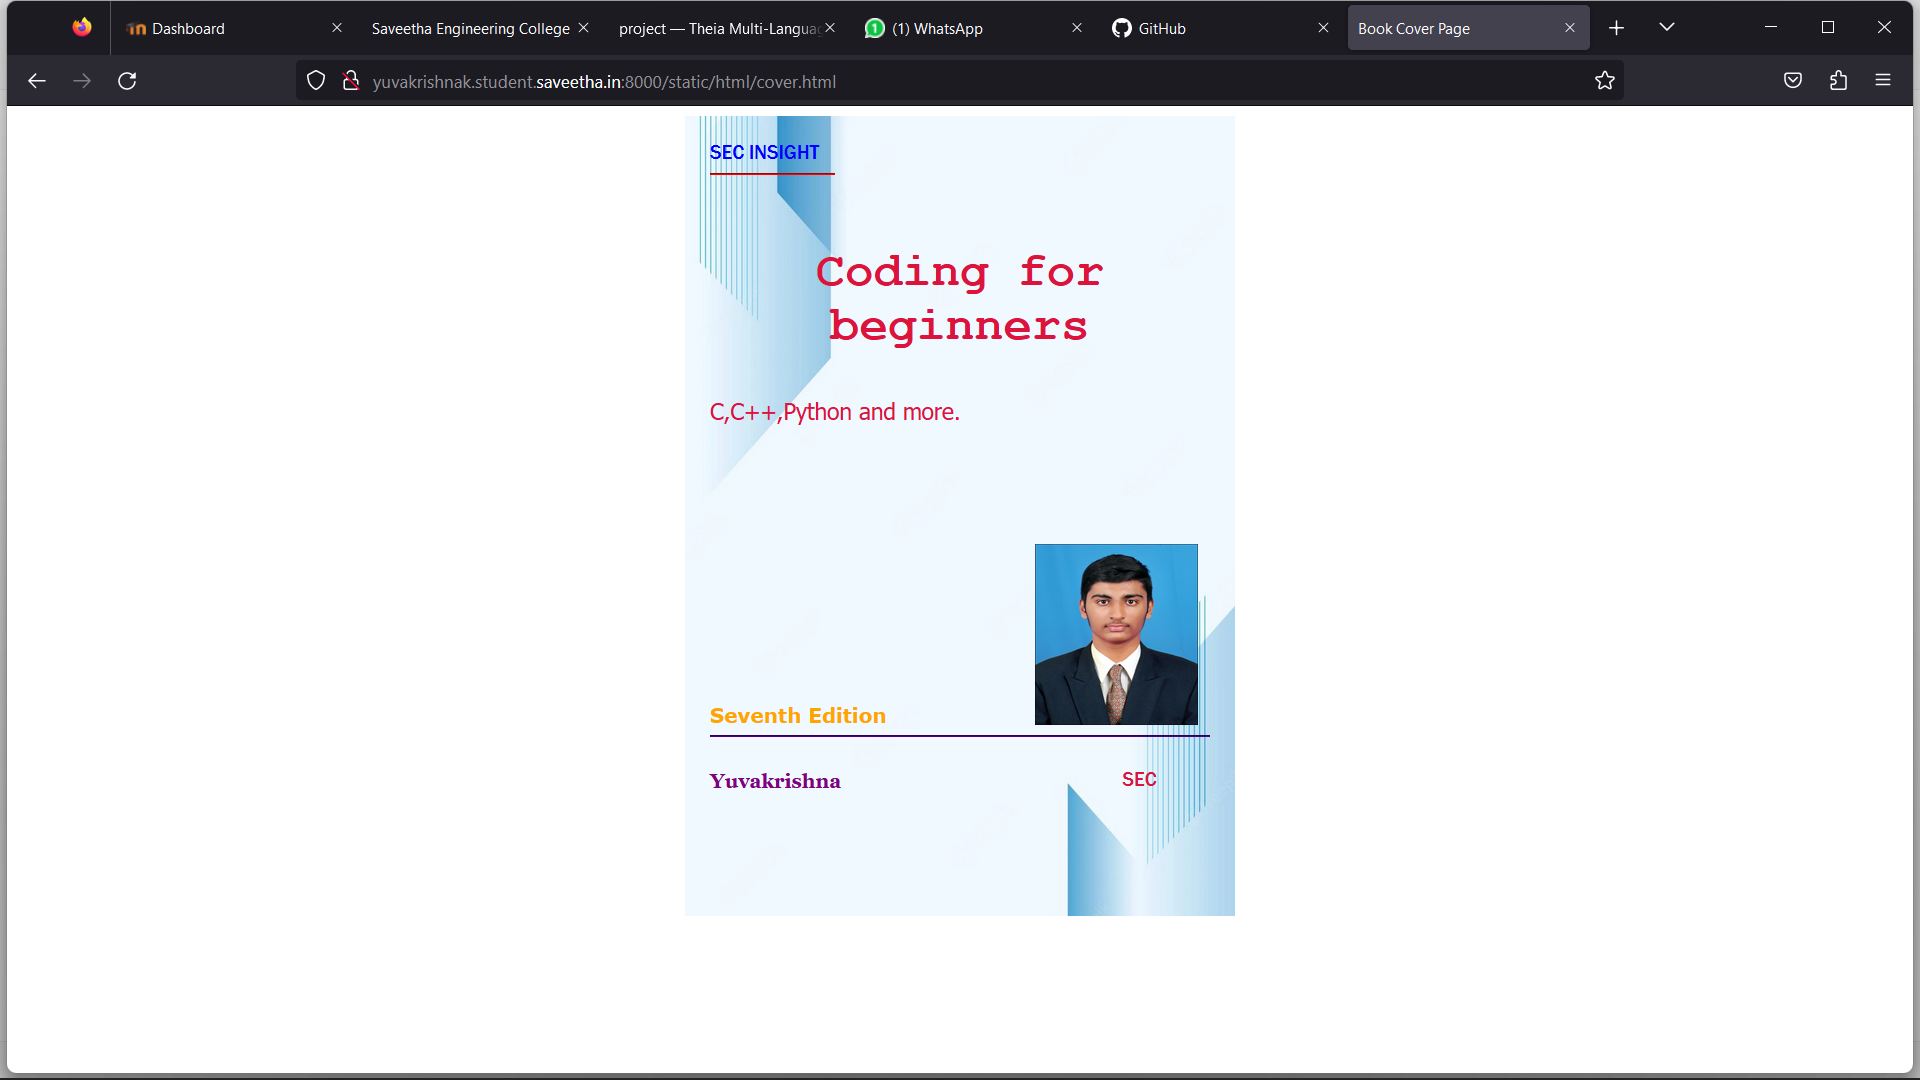 Dashboard
Saveetha Engineering College
project — Theia Multi-Langua
(1) WhatsApp
GitHub
Book Cover Page
yuvakrishnak.student.saveetha.in:8000/static/html/cover.html
SEC INSIGHT
Coding for
beginners
C,C++,Python and more.
Seventh Edition
Yuvakrishna
SEC